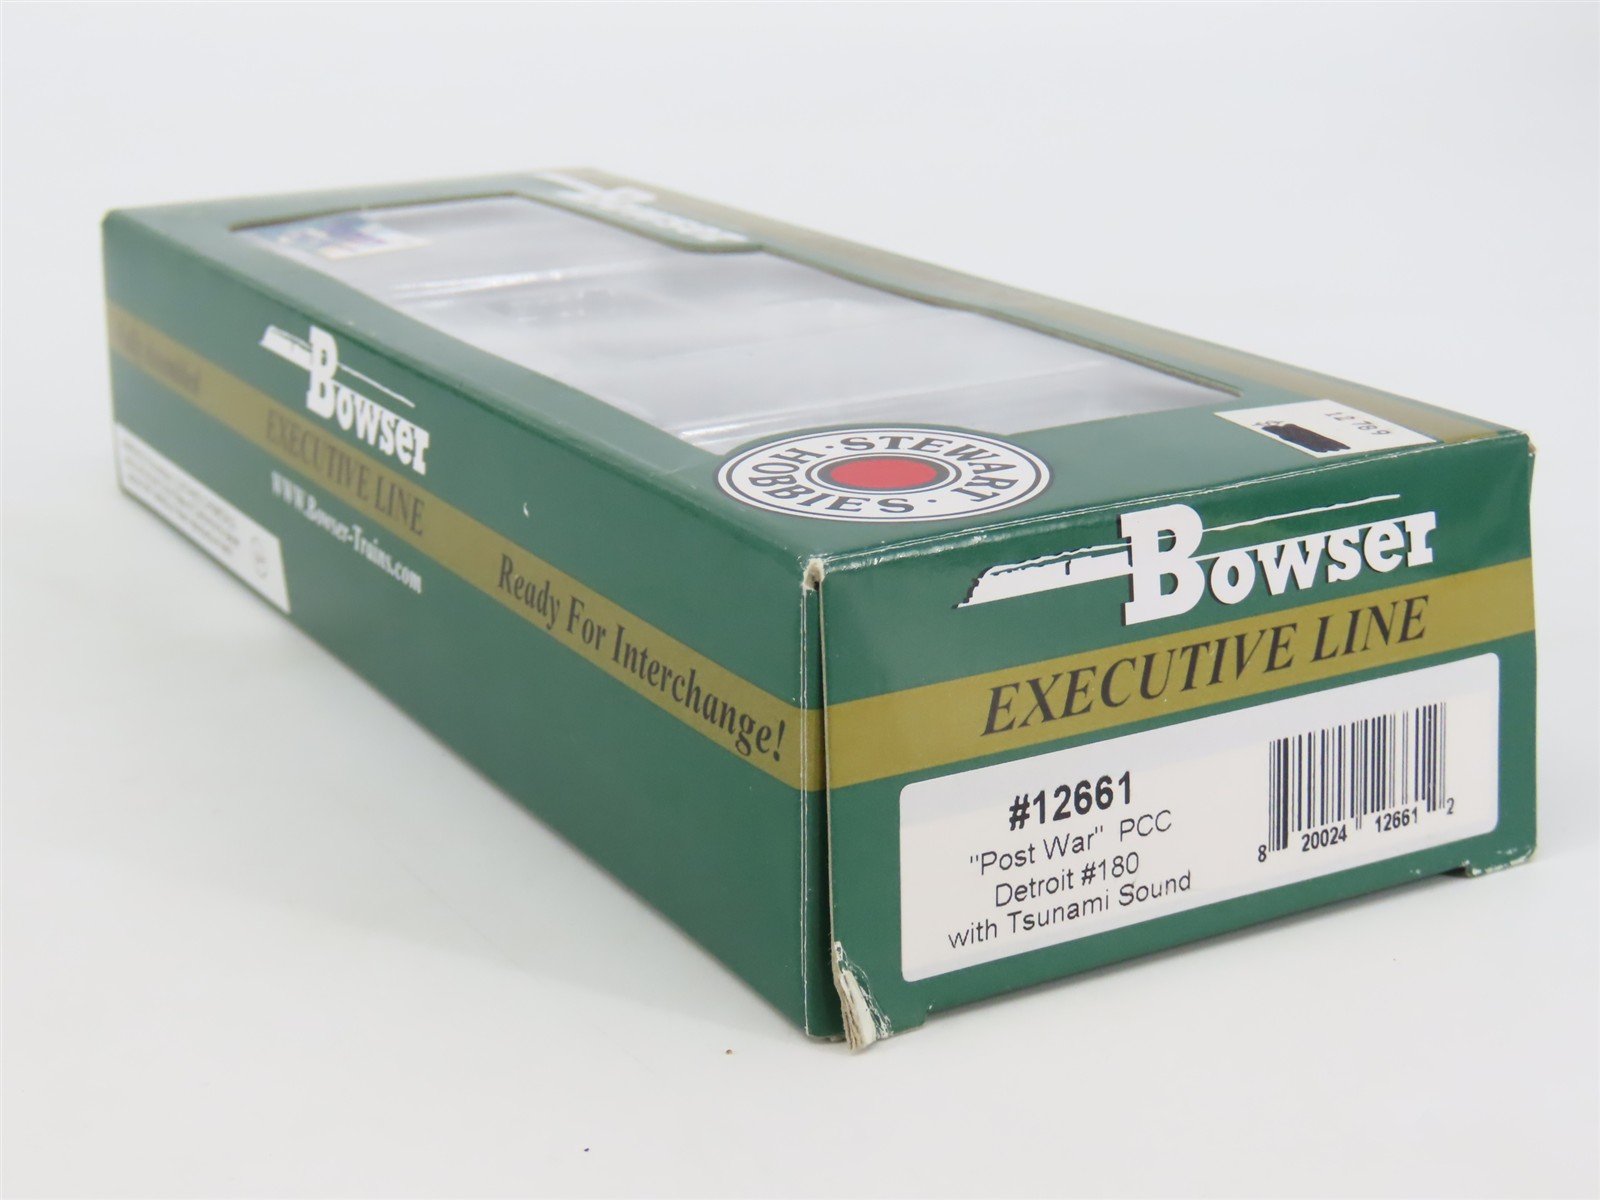 Bowser
EXECUTIVE LINE
WWW.Bowser-Trains.com
Ready For Interchange!
STEWART HOBBIES
12789
Bowser
EXECUTIVE LINE
#12661
"Post War" PCC
Detroit #180
with Tsunami Sound
8 20024 12661 2